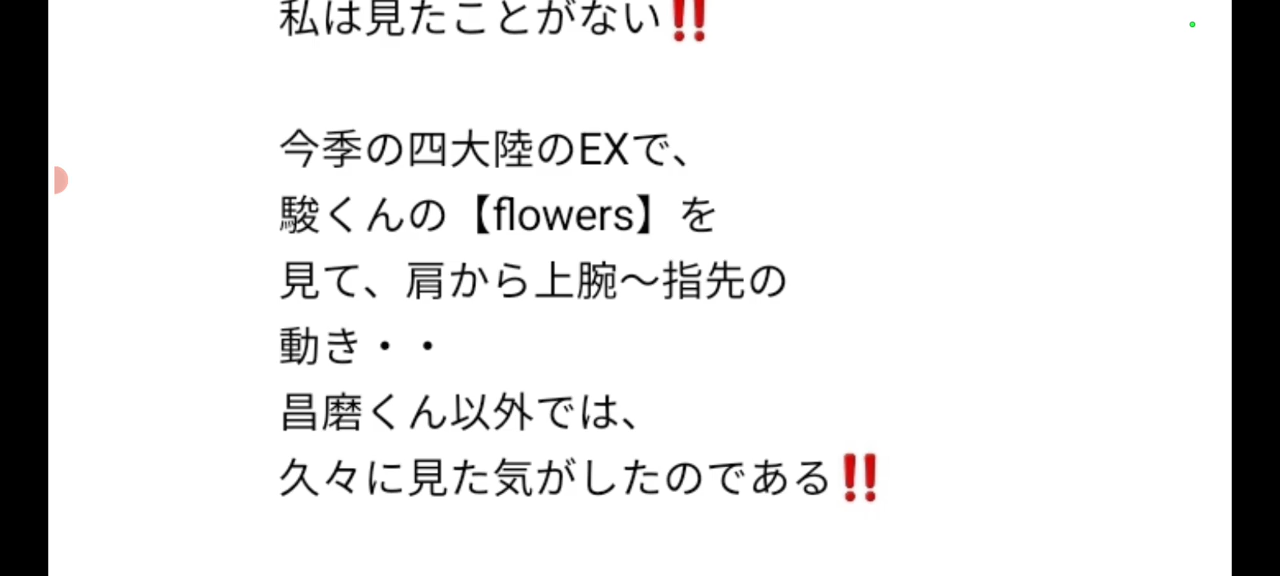 私は見たことがない‼️
今季の四大陸のEXで、
駿くんの【flowers】を
見て、肩から上腕〜指先の
動き・・
昌磨くん以外では、
久々に見た気がしたのである‼️